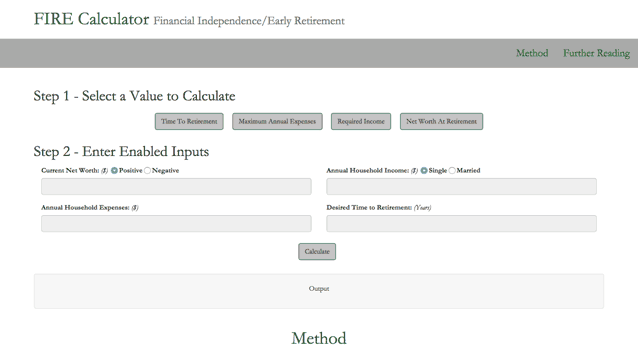 FIRE Calculator Financial Independence/Early Retirement
Method Further Reading
Step 1 - Select a Value to Calculate
Time To Retirement Maximum Annual Expenses Required Income Net Worth At Retirement
Step 2 - Enter Enabled Inputs
Current Net Worth: ($) Positive Negative Annual Household Income: ($) Single Married
Annual Household Expenses: ($) Desired Time to Retirement: (Years)
Calculate
Output
Method